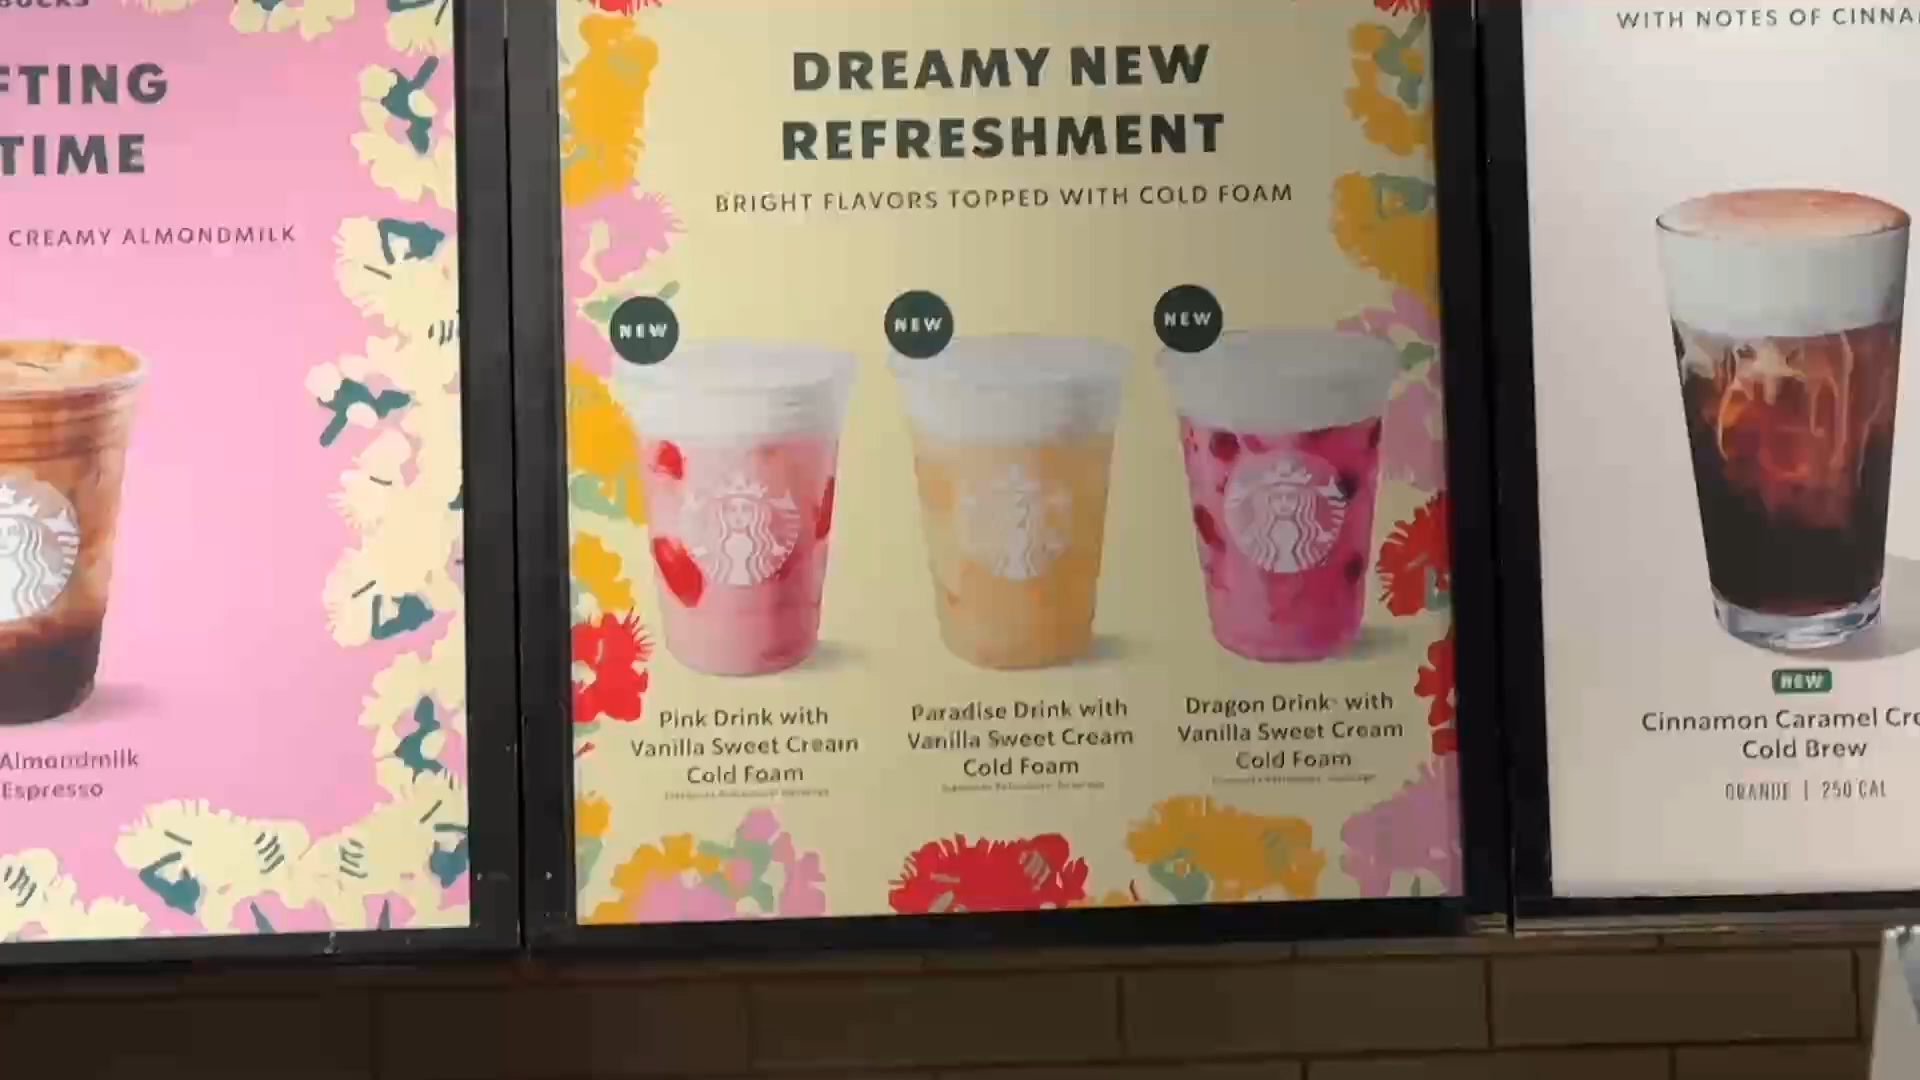 FTING
TIME
CREAMY ALMONDMILK
Almondmilk
Espresso
DREAMY NEW
REFRESHMENT
BRIGHT FLAVORS TOPPED WITH COLD FOAM
NEW
NEW
NEW
Pink Drink with
Vanilla Sweet Cream
Cold Foam
Paradise Drink with
Vanilla Sweet Cream
Cold Foam
Dragon Drink with
Vanilla Sweet Cream
Cold Foam
WITH NOTES OF CINNA
NEW
Cinnamon Caramel Cr
Cold Brew
GRANDE | 250 CAL